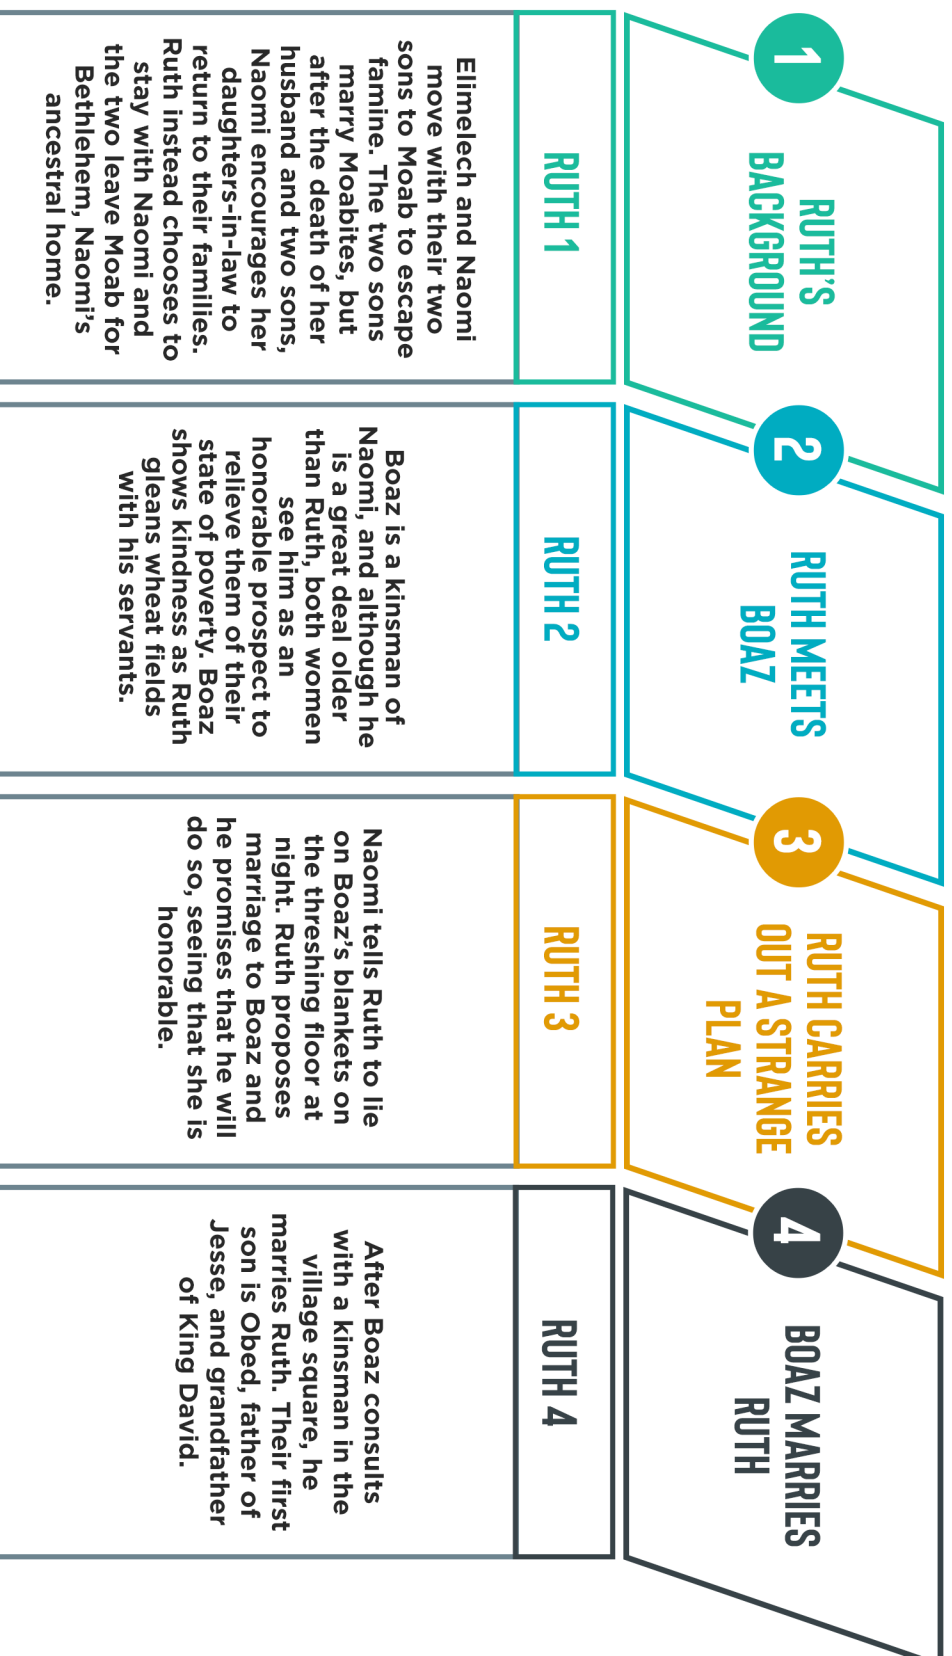 1
RUTH'S
BACKGROUND
RUTH 1
Elimelech and Naomi
move with their two
sons to Moab to escape
famine. The two sons
marry Moabites, but
after the death of her
husband and two sons,
Naomi encourages her
daughters-in-law to
return to their families.
Ruth instead chooses to
stay with Naomi and
the two leave Moab for
Bethlehem, Naomi's
ancestral home.
2
RUTH MEETS
BOAZ
RUTH 2
Boaz is a kinsman of
Naomi, and although he
is a great deal older
than Ruth, both women
see him as an
honorable prospect to
relieve them of their
state of poverty. Boaz
shows kindness as Ruth
gleans wheat fields
with his servants.
3
RUTH CARRIES
OUT A STRANGE
PLAN
RUTH 3
Naomi tells Ruth to lie
on Boaz's blankets on
the threshing floor at
night. Ruth proposes
marriage to Boaz and
he promises that he will
do so, seeing that she is
honorable.
4
BOAZ MARRIES
RUTH
RUTH 4
After Boaz consults
with a kinsman in the
village square, he
marries Ruth. Their first
son is Obed, father of
Jesse, and grandfather
of King David.